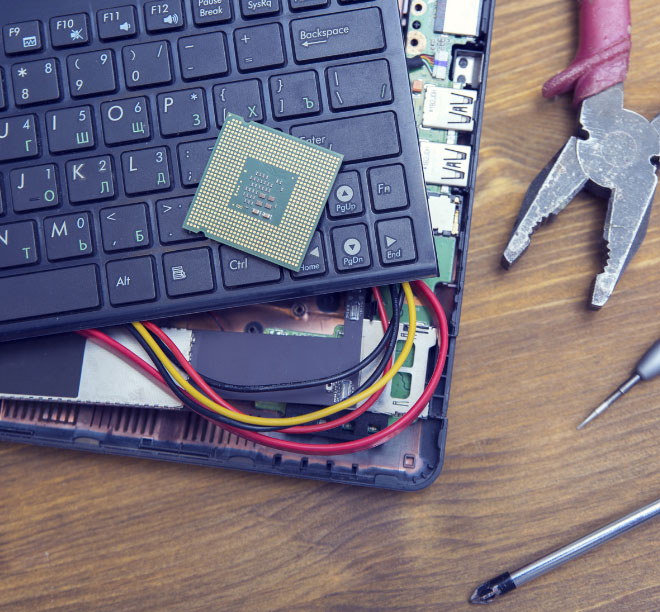 F9 F10 F11 F12 Pause Break SysRq
* 8 ( 9 ) 0 _ - + = Backspace
U Г I Ш O Щ P З { [ Х } ] Ъ | \
J О K Л L Д : ; Enter PgUp Fn
N Т M Ь < , Б > Home PgDn End
Alt Ctrl